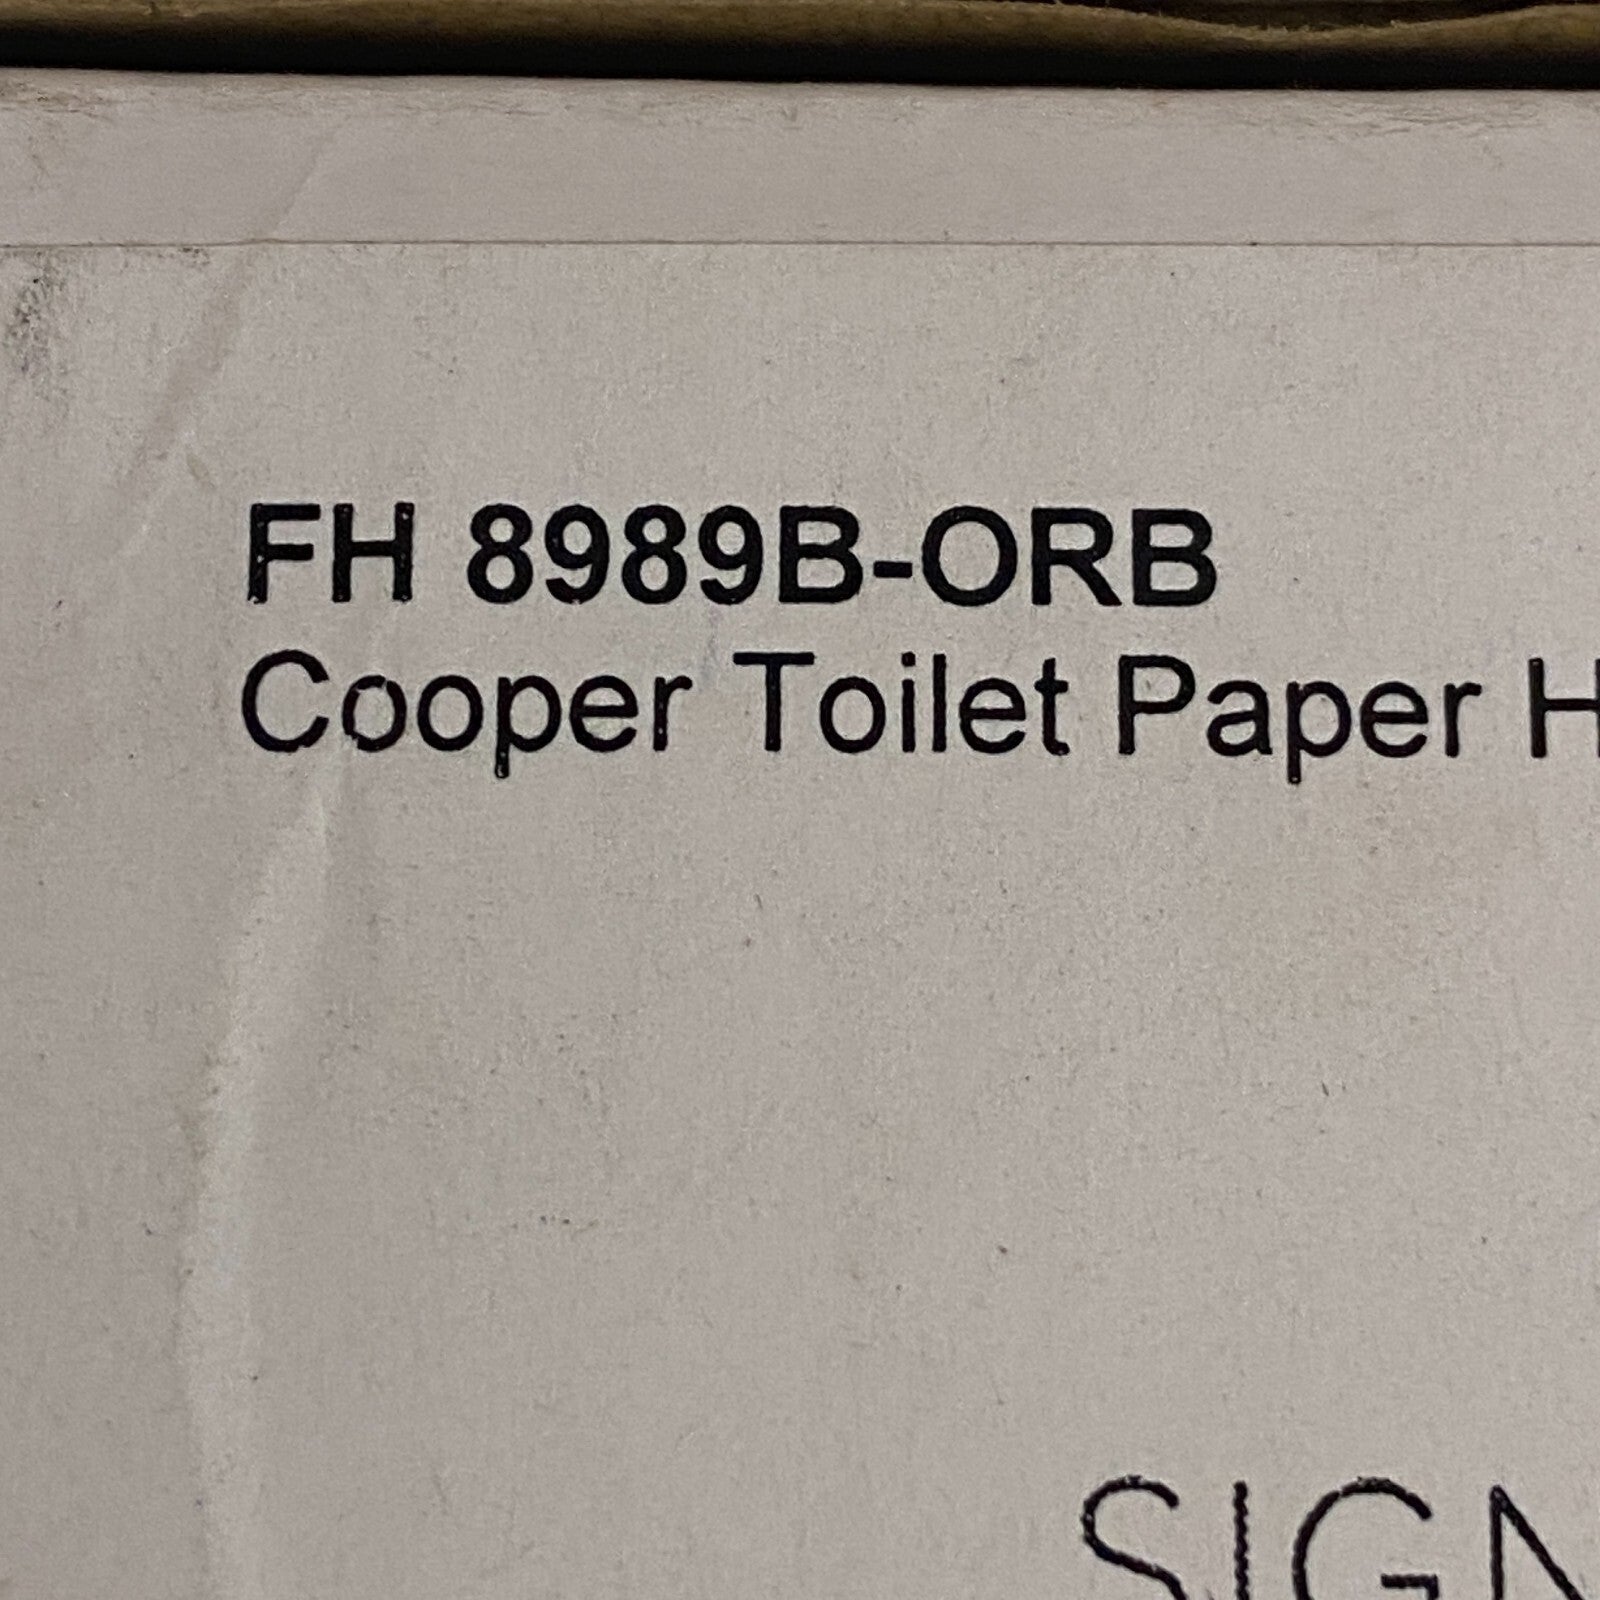 FH 8989B-ORB
Cooper Toilet Paper H
SIGN